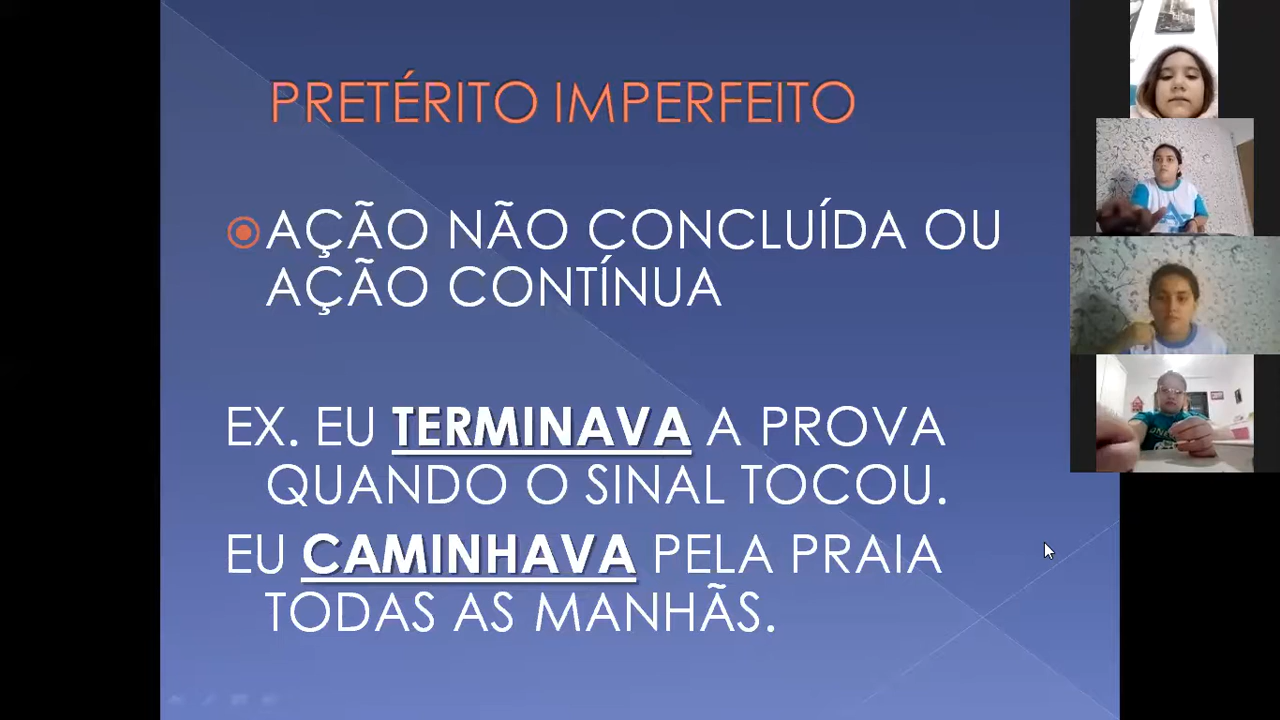 PRETÉRITO IMPERFEITO
AÇÃO NÃO CONCLUÍDA OU
AÇÃO CONTÍNUA
EX. EU TERMINAVA A PROVA
QUANDO O SINAL TOCOU.
EU CAMINHAVA PELA PRAIA
TODAS AS MANHÃS.